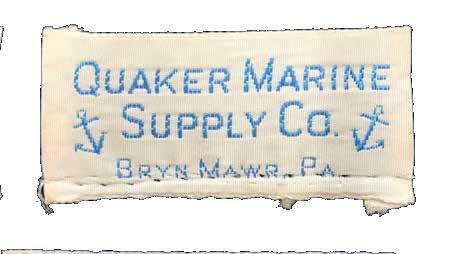 QUAKER MARINE
SUPPLY CO.
BRYN MAWR, PA